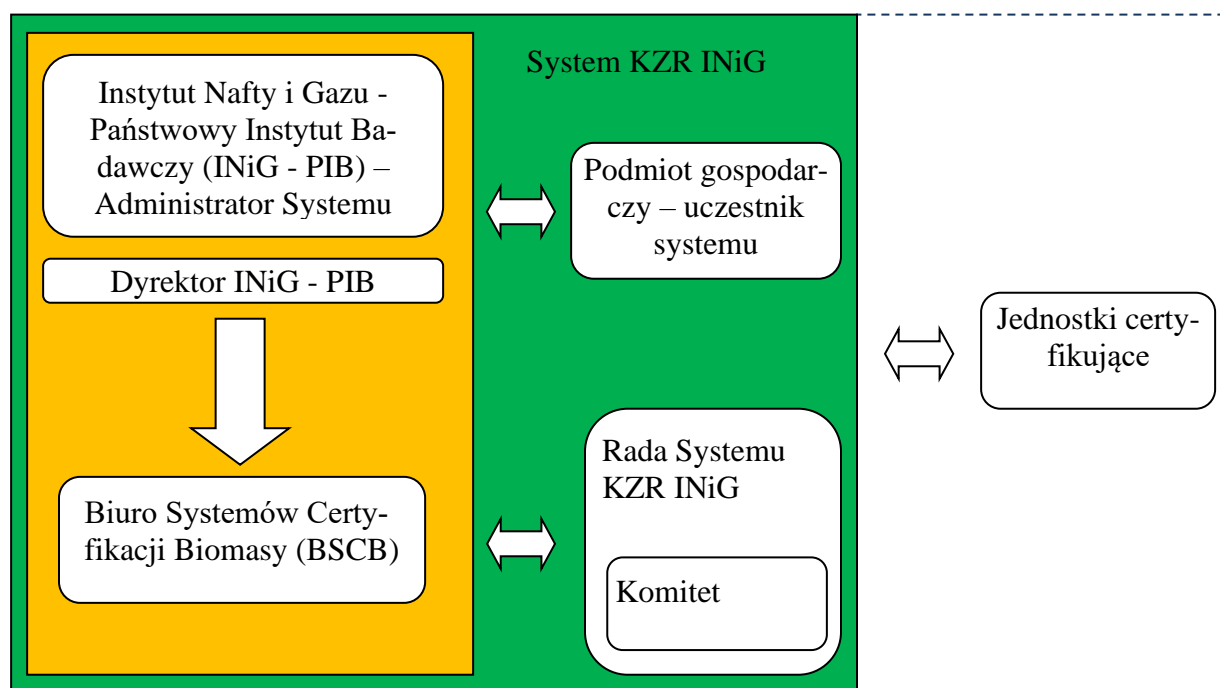 System KZR INiG
Instytut Nafty i Gazu -
Państwowy Instytut Ba-
dawczy (INiG - PIB) –
Administrator Systemu
Dyrektor INiG - PIB
Biuro Systemów Certy-
fikacji Biomasy (BSCB)
Podmiot gospodar-
czy – uczestnik
systemu
Rada Systemu
KZR INiG
Komitet
Jednostki certy-
fikujące